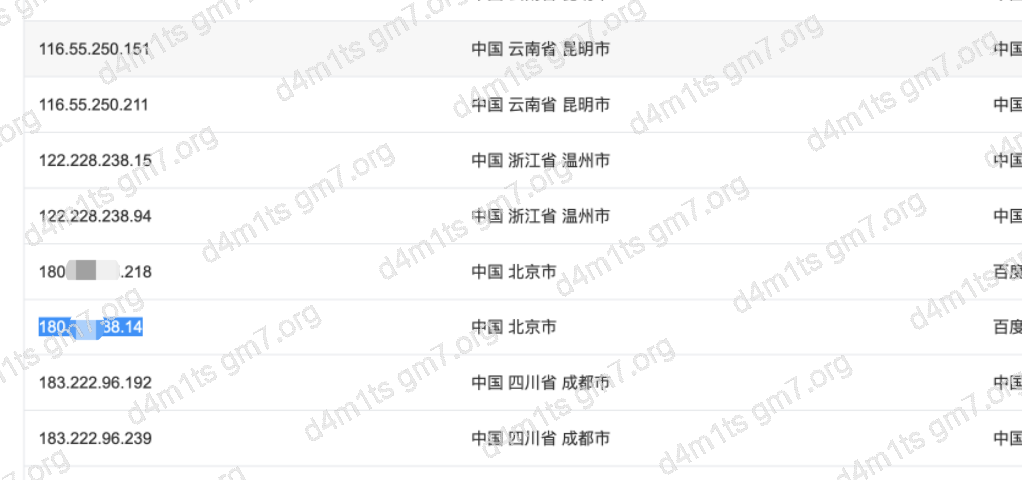 116.55.250.151 中国 云南省 昆明市 中国
116.55.250.211 中国 云南省 昆明市 中国
122.228.238.15 中国 浙江省 温州市 中国
122.228.238.94 中国 浙江省 温州市 中国
180 .218 中国 北京市 百度
180. 38.14 中国 北京市 百度
183.222.96.192 中国 四川省 成都市 中国
183.222.96.239 中国 四川省 成都市 中国
d4m1ts gm7.org